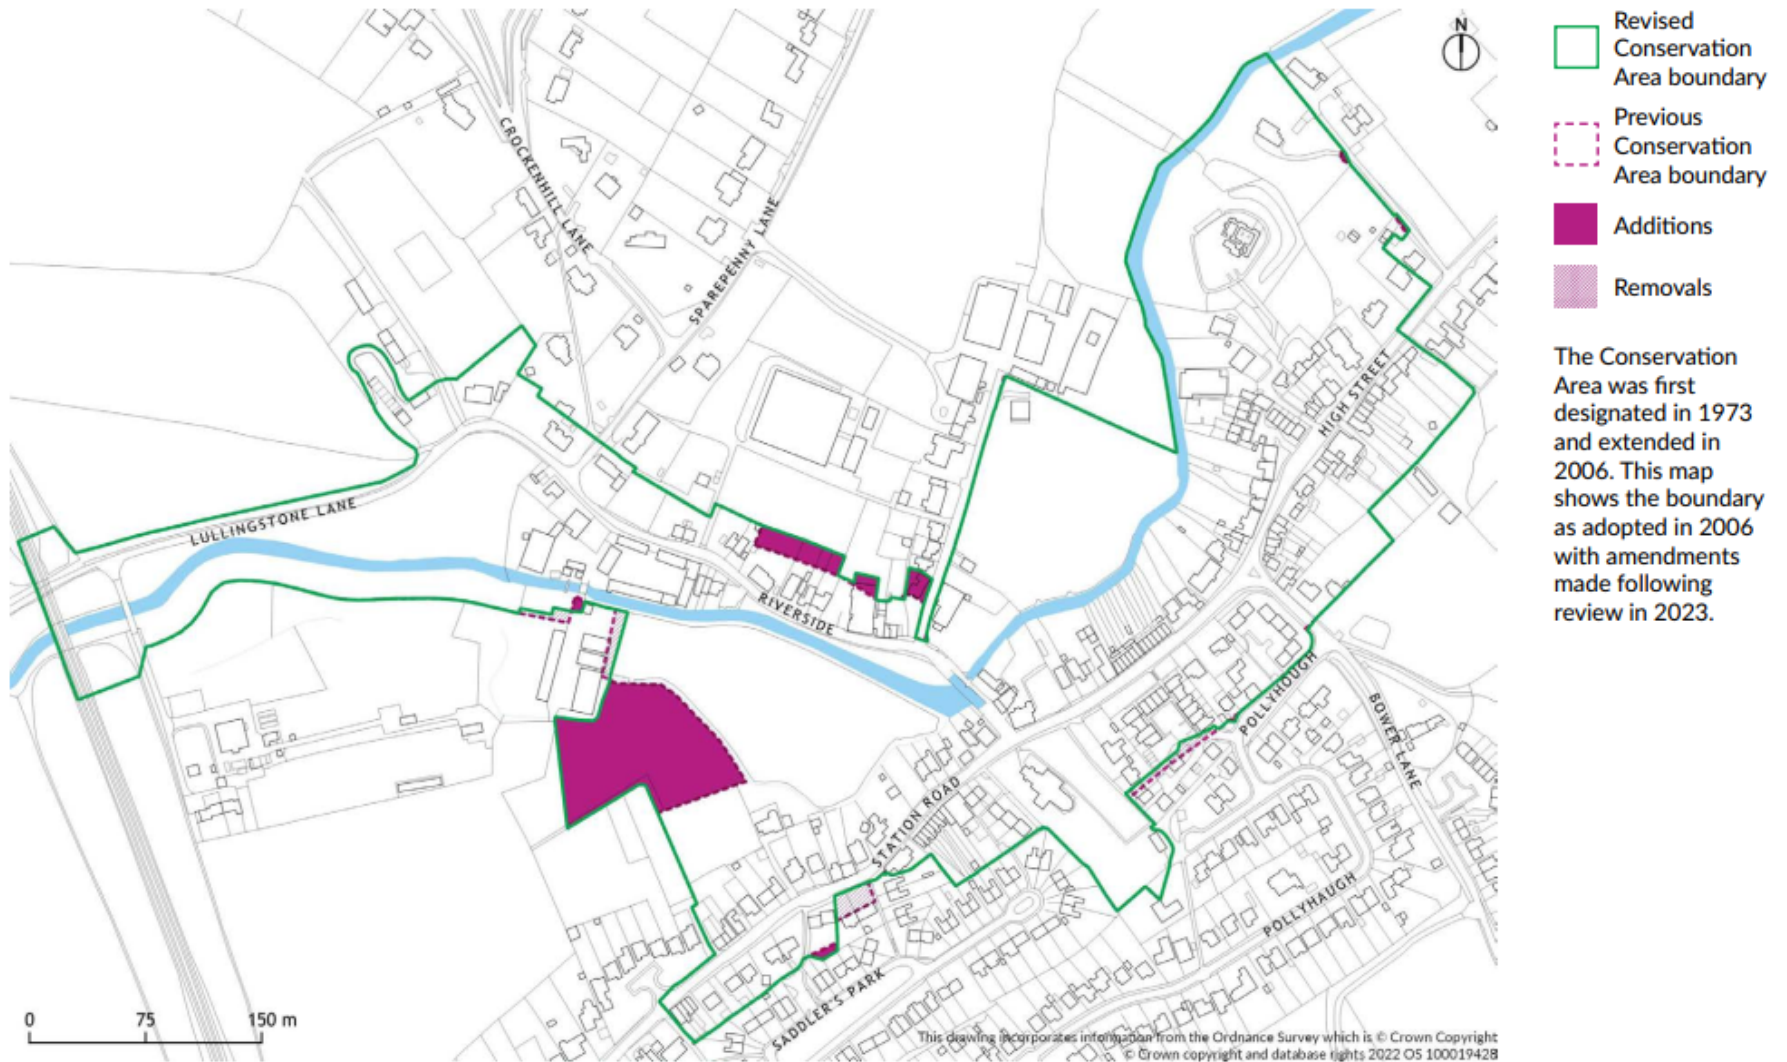 N
CROCKENHILL LANE
SPAREPENNY LANE
HIGH STREET
LULLINGSTONE LANE
RIVERSIDE
POLLYHOUGH
BOWER LANE
STATION ROAD
POLLYHAUGH
SADDLER'S PARK
0 75 150 m
This drawing incorporates information from the Ordnance Survey which is © Crown Copyright
© Crown copyright and database rights 2022 OS 100019428
Revised
Conservation
Area boundary
Previous
Conservation
Area boundary
Additions
Removals
The Conservation
Area was first
designated in 1973
and extended in
2006. This map
shows the boundary
as adopted in 2006
with amendments
made following
review in 2023.